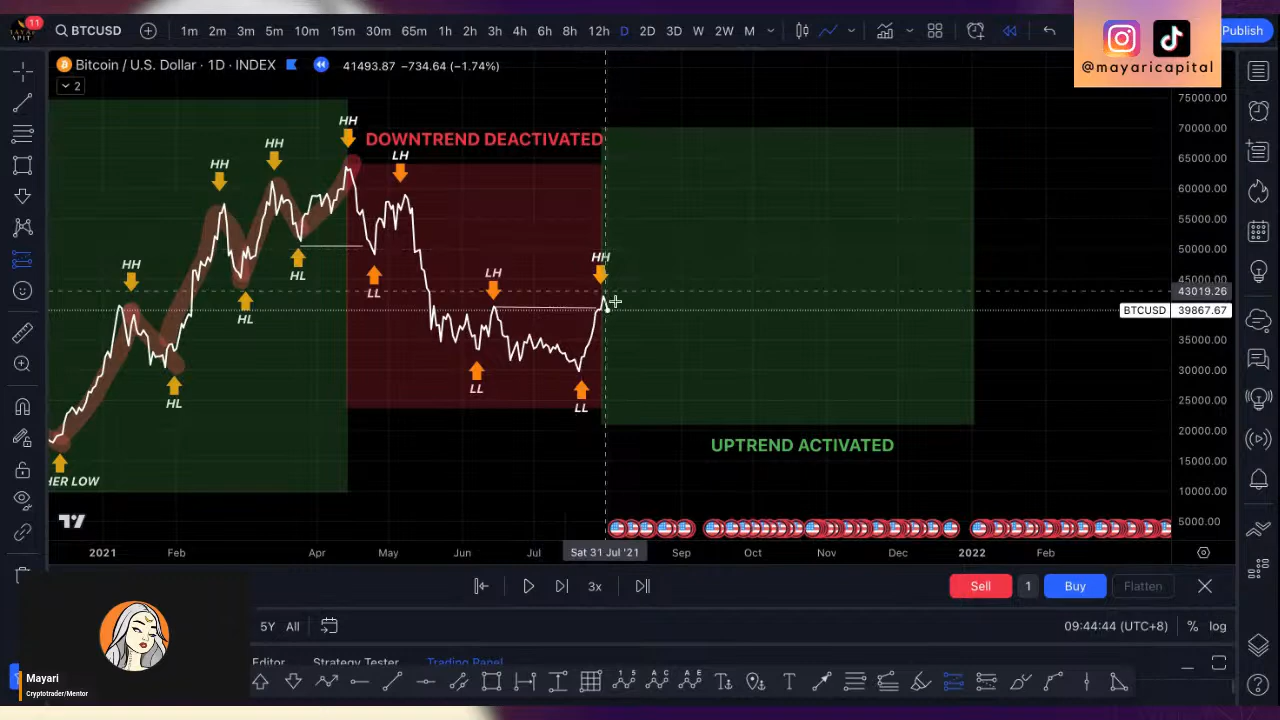 11
BTCUSD
1m 2m 3m 5m 10m 15m 30m 65m 1h 2h 3h 4h 6h 8h 12h D 2D 3D W 2W M
Publish
@mayaricapital
Bitcoin / U.S. Dollar · 1D · INDEX
41493.87 −734.64 (−1.74%)
2
75000.00
70000.00
65000.00
60000.00
55000.00
50000.00
45000.00
43019.26
BTCUSD 39867.67
35000.00
30000.00
25000.00
20000.00
15000.00
10000.00
5000.00
HH
DOWNTREND DEACTIVATED
HH
LH
HH
HL
HH
HH
LL
LH
HL
LL
HL
LL
UPTREND ACTIVATED
HER LOW
2021 Feb Apr May Jun Jul Sat 31 Jul '21 Sep Oct Nov Dec 2022 Feb
3x
Sell 1 Buy Flatten
5Y All
09:44:44 (UTC+8) % log
Editor Strategy Tester Trading Panel
Mayari
Cryptotrader/Mentor